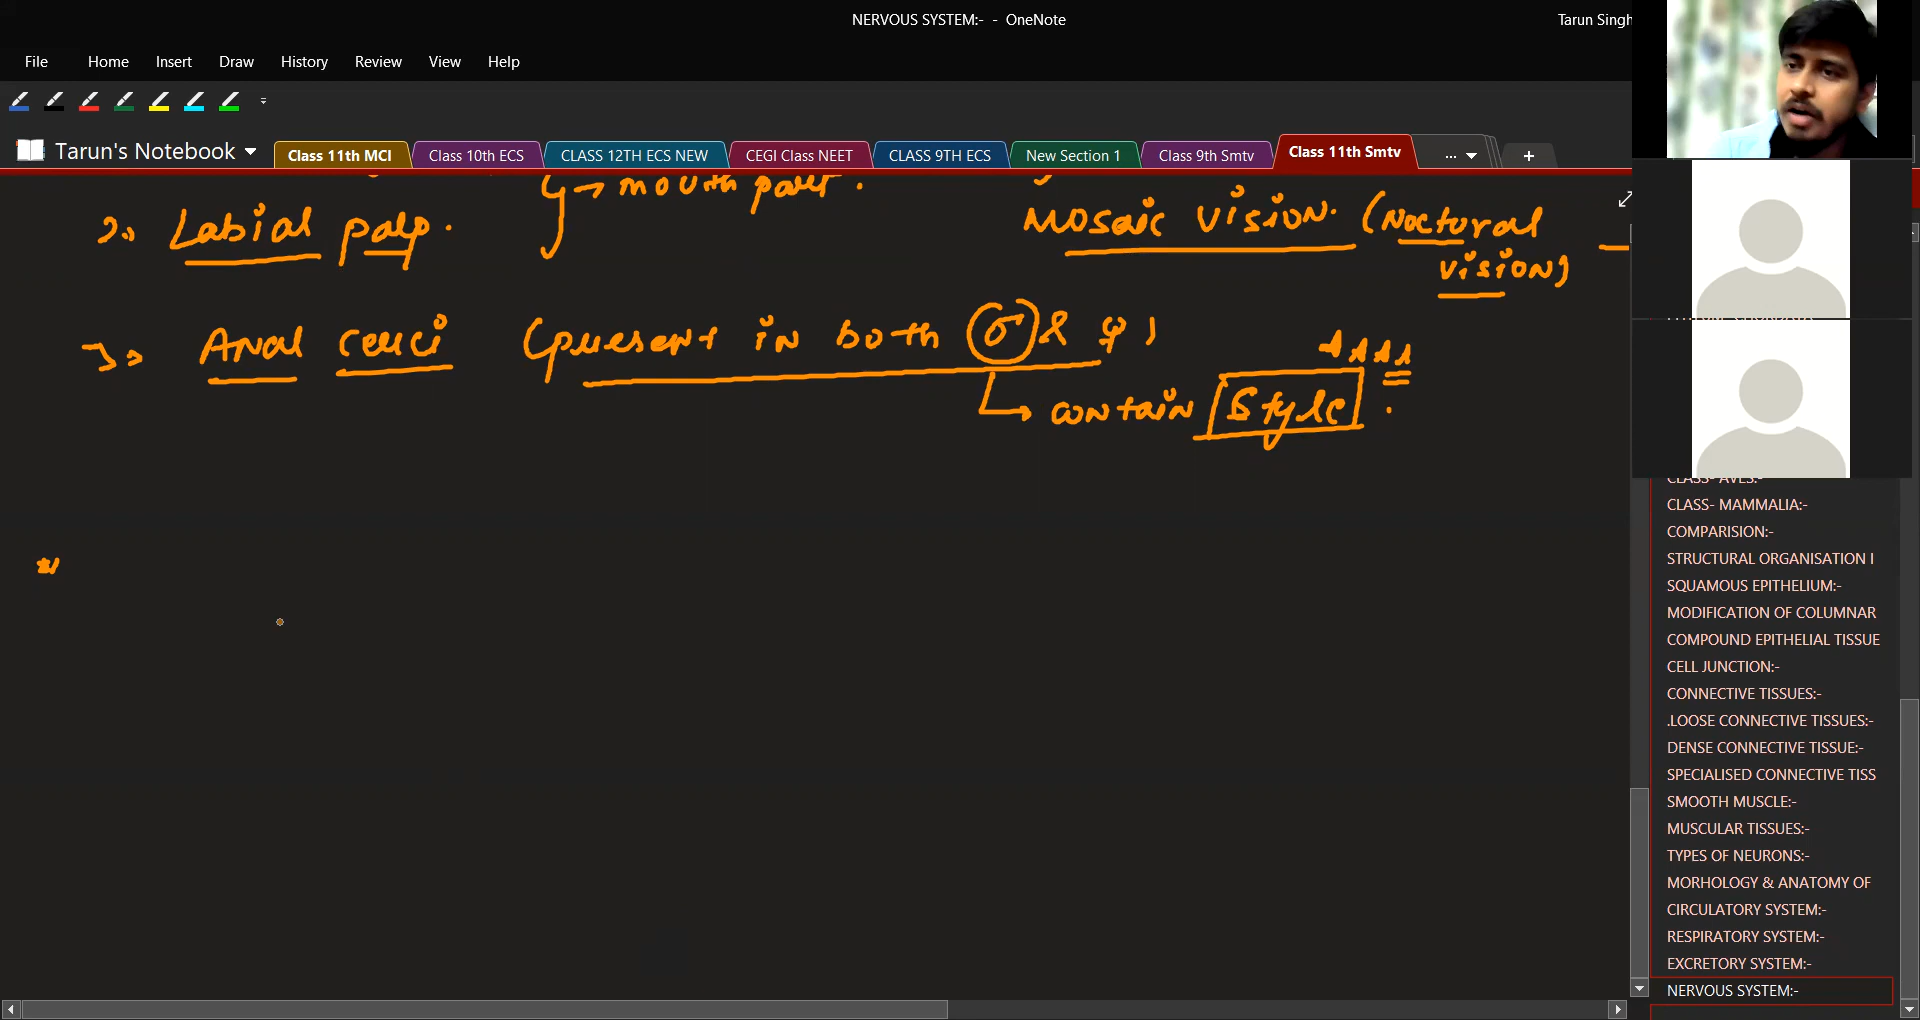 NERVOUS SYSTEM:- - OneNote
Tarun Singh
File Home Insert Draw History Review View Help
Tarun's Notebook
Class 11th MCI
Class 10th ECS
CLASS 12TH ECS NEW
CEGI Class NEET
CLASS 9TH ECS
New Section 1
Class 9th Smtv
Class 11th Smtv
...
+
→ mouth part.
2:. Labial palp.
Mosaic vision. (Noctural
vision)
3:. Anal cerci (present in both ♂ & ♀)
→ contain [Style].
*
CLASS- AVES:-
CLASS- MAMMALIA:-
COMPARISION:-
STRUCTURAL ORGANISATION I
SQUAMOUS EPITHELIUM:-
MODIFICATION OF COLUMNAR
COMPOUND EPITHELIAL TISSUE
CELL JUNCTION:-
CONNECTIVE TISSUES:-
.LOOSE CONNECTIVE TISSUES:-
DENSE CONNECTIVE TISSUE:-
SPECIALISED CONNECTIVE TISS
SMOOTH MUSCLE:-
MUSCULAR TISSUES:-
TYPES OF NEURONS:-
MORHOLOGY & ANATOMY OF
CIRCULATORY SYSTEM:-
RESPIRATORY SYSTEM:-
EXCRETORY SYSTEM:-
NERVOUS SYSTEM:-